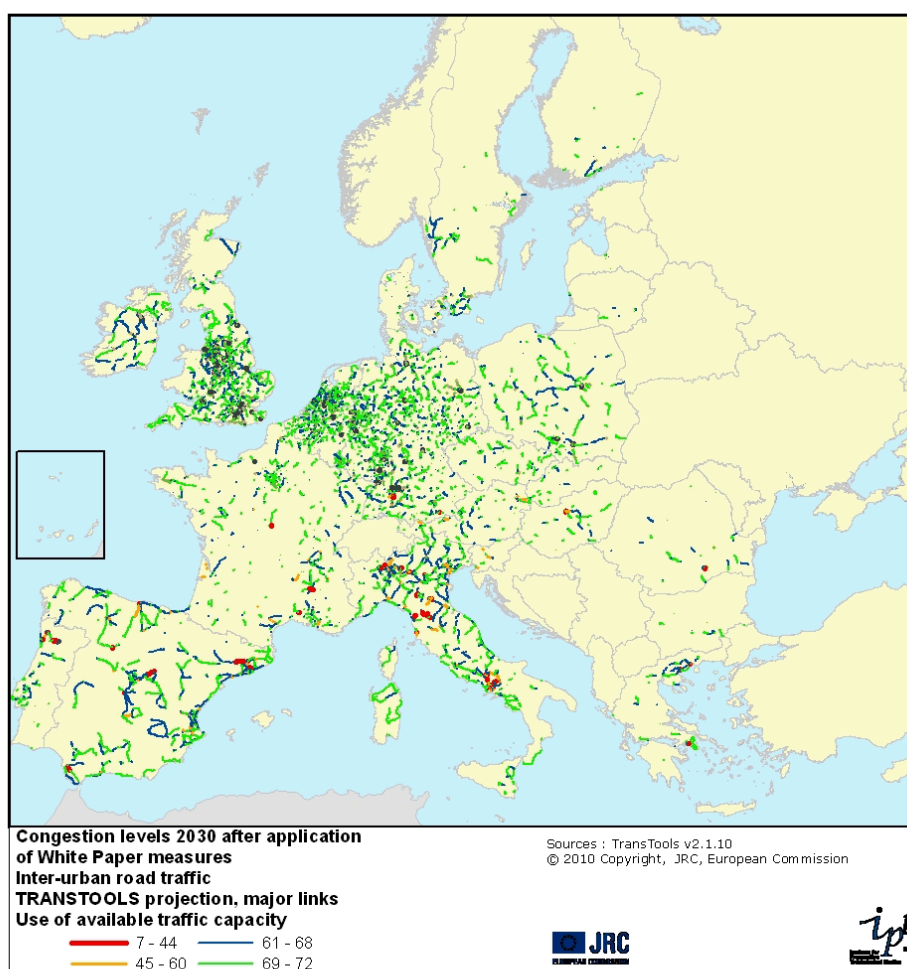 Congestion levels 2030 after application
of White Paper measures
Inter-urban road traffic
TRANSTOOLS projection, major links
Use of available traffic capacity
7 - 44
61 - 68
45 - 60
69 - 72
Sources : TransTools v2.1.10
© 2010 Copyright, JRC, European Commission
JRC
EUROPEAN COMMISSION